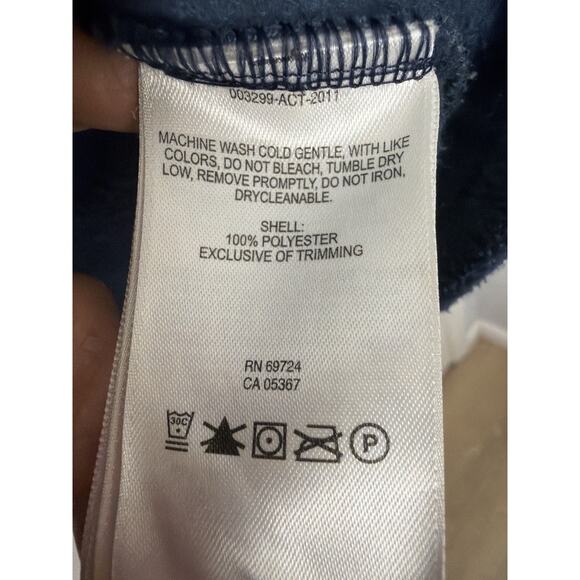 003299-ACT-2011
MACHINE WASH COLD GENTLE, WITH LIKE
COLORS, DO NOT BLEACH, TUMBLE DRY
LOW, REMOVE PROMPTLY, DO NOT IRON,
DRYCLEANABLE.
SHELL:
100% POLYESTER
EXCLUSIVE OF TRIMMING
RN 69724
CA 05367
30C P